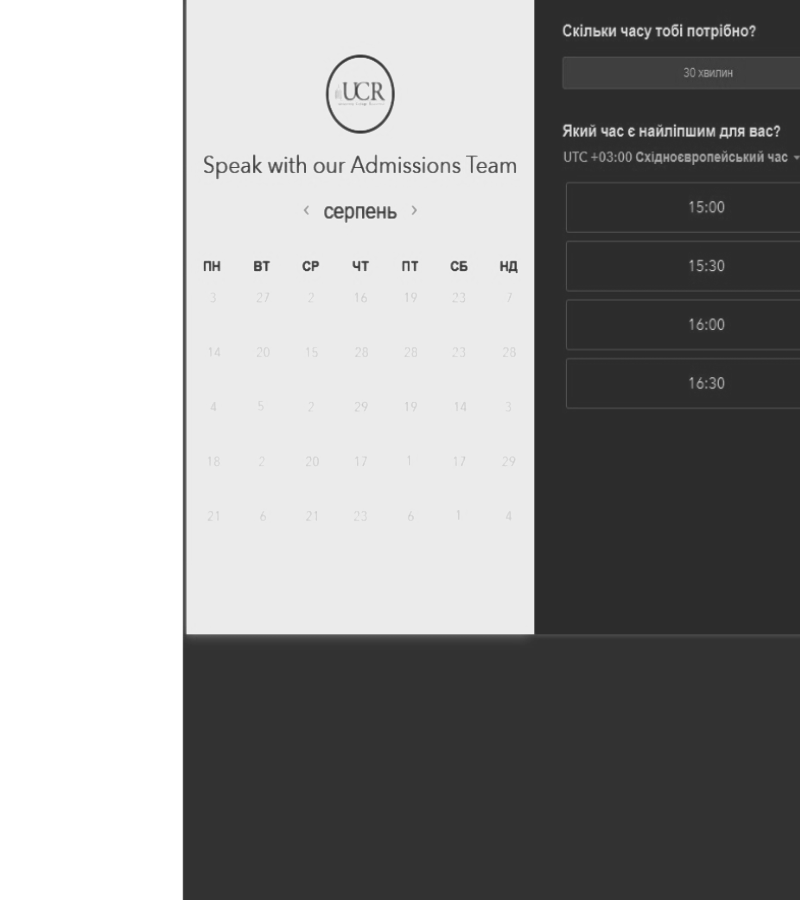 UCR
Speak with our Admissions Team
‹ серпень ›
ПН ВТ СР ЧТ ПТ СБ НД
3 27 2 16 19 23 7
14 20 15 28 28 23 28
4 5 2 29 19 14 3
18 2 20 17 1 17 29
21 6 21 23 6 1 4
Скільки часу тобі потрібно?
30 хвилин
Який час є найліпшим для вас?
UTC +03:00 Східноєвропейський час
15:00
15:30
16:00
16:30